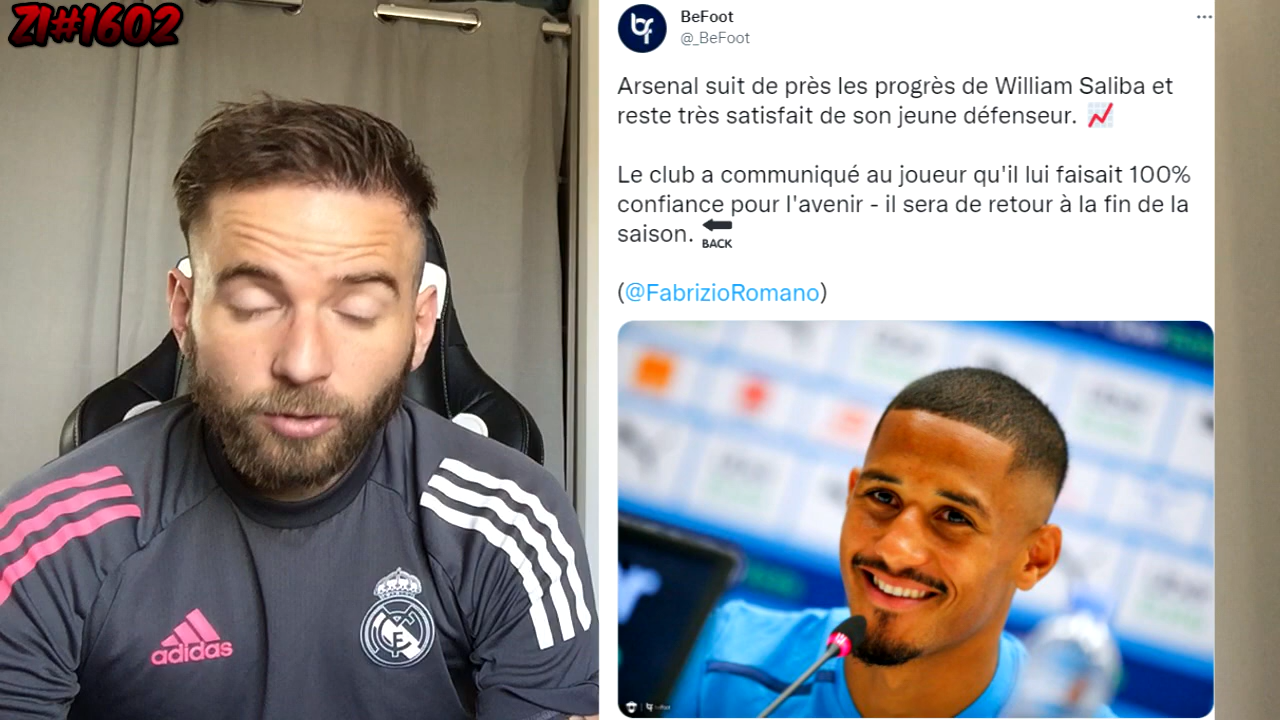 Z1#1602
BeFoot
@_BeFoot
Arsenal suit de près les progrès de William Saliba et
reste très satisfait de son jeune défenseur.
Le club a communiqué au joueur qu'il lui faisait 100%
confiance pour l'avenir - il sera de retour à la fin de la
saison.
BACK
(@FabrizioRomano)
adidas